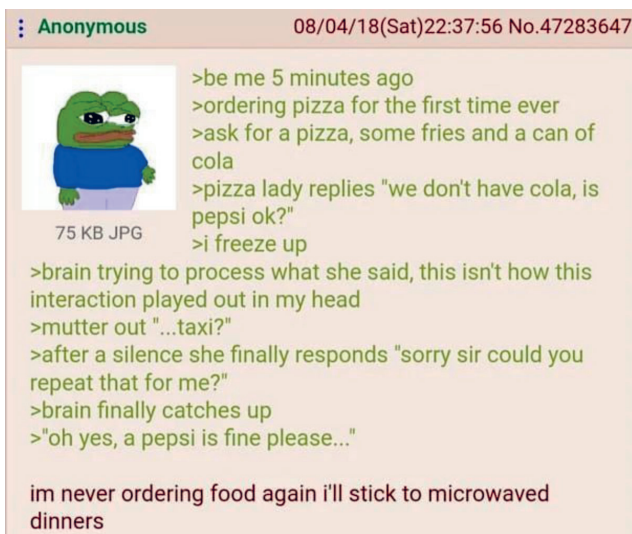 Anonymous 08/04/18(Sat)22:37:56 No.47283647
>be me 5 minutes ago
>ordering pizza for the first time ever
>ask for a pizza, some fries and a can of
cola
>pizza lady replies "we don't have cola, is
pepsi ok?"
75 KB JPG
>i freeze up
>brain trying to process what she said, this isn't how this
interaction played out in my head
>mutter out "...taxi?"
>after a silence she finally responds "sorry sir could you
repeat that for me?"
>brain finally catches up
>"oh yes, a pepsi is fine please..."
im never ordering food again i'll stick to microwaved
dinners